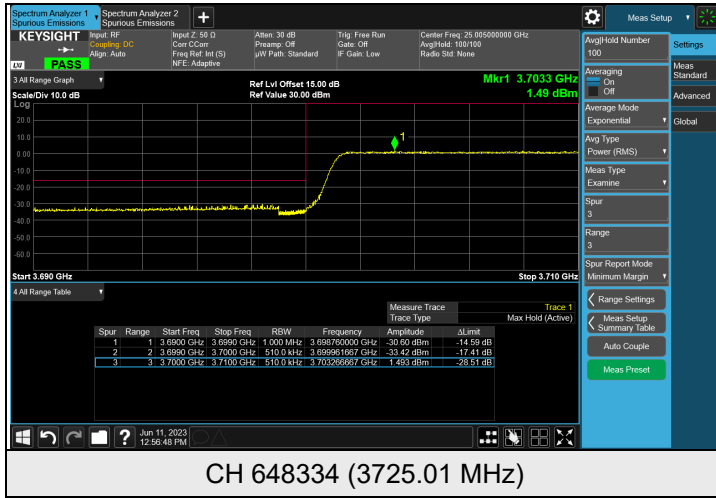 Spectrum Analyzer 1
Spurious Emissions
Spectrum Analyzer 2
Spurious Emissions
+
Meas Setup
KEYSIGHT
Input: RF
Coupling: DC
Align: Auto
Input Z: 50 Ω
Corr CCorr
Freq Ref: Int (S)
NFE: Adaptive
Atten: 30 dB
Preamp: Off
µW Path: Standard
Trig: Free Run
Gate: Off
IF Gain: Low
Center Freq: 25.005000000 GHz
Avg|Hold: 100/100
Radio Std: None
LXI
PASS
3 All Range Graph
Scale/Div 10.0 dB
Ref Lvl Offset 15.00 dB
Ref Value 30.00 dBm
Mkr1 3.7033 GHz
1.49 dBm
Log
20.0
10.0
0.00
-10.0
-20.0
-30.0
-40.0
-50.0
-60.0
1
Start 3.690 GHz
Stop 3.710 GHz
4 All Range Table
Measure Trace Trace 1
Trace Type Max Hold (Active)
Spur Range Start Freq Stop Freq RBW Frequency Amplitude ΔLimit
1 1 3.6900 GHz 3.6990 GHz 1.000 MHz 3.698760000 GHz -30.60 dBm -14.59 dB
2 2 3.6990 GHz 3.7000 GHz 510.0 kHz 3.699961667 GHz -33.42 dBm -17.41 dB
3 3 3.7000 GHz 3.7100 GHz 510.0 kHz 3.703266667 GHz 1.493 dBm -28.51 dB
Avg|Hold Number
100
Averaging
On
Off
Average Mode
Exponential
Avg Type
Power (RMS)
Meas Type
Examine
Spur
3
Range
3
Spur Report Mode
Minimum Margin
Range Settings
Meas Setup
Summary Table
Auto Couple
Meas Preset
Settings
Meas
Standard
Advanced
Global
?
Jun 11, 2023
12:56:48 PM
CH 648334 (3725.01 MHz)